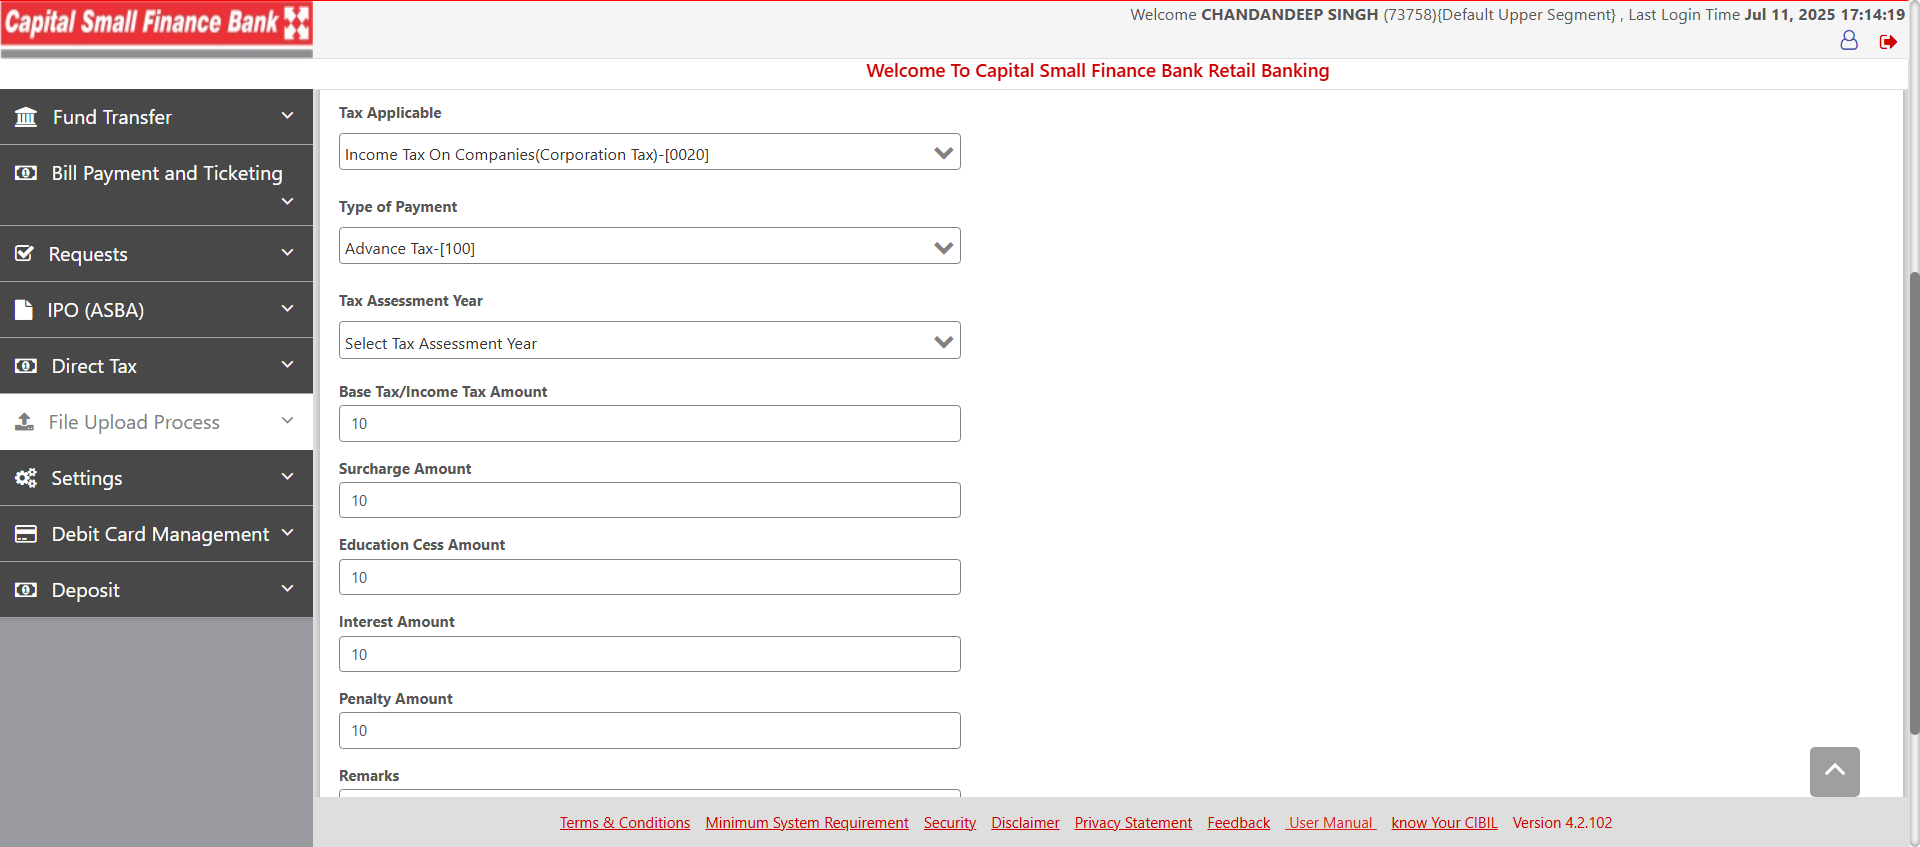 Capital Small Finance Bank
Welcome CHANDANDEEP SINGH (73758){Default Upper Segment} , Last Login Time Jul 11, 2025 17:14:19
Welcome To Capital Small Finance Bank Retail Banking
Fund Transfer
Bill Payment and Ticketing
Requests
IPO (ASBA)
Direct Tax
File Upload Process
Settings
Debit Card Management
Deposit
Tax Applicable
Income Tax On Companies(Corporation Tax)-[0020]
Type of Payment
Advance Tax-[100]
Tax Assessment Year
Select Tax Assessment Year
Base Tax/Income Tax Amount
10
Surcharge Amount
10
Education Cess Amount
10
Interest Amount
10
Penalty Amount
10
Remarks
Terms & Conditions Minimum System Requirement Security Disclaimer Privacy Statement Feedback User Manual know Your CIBIL Version 4.2.102